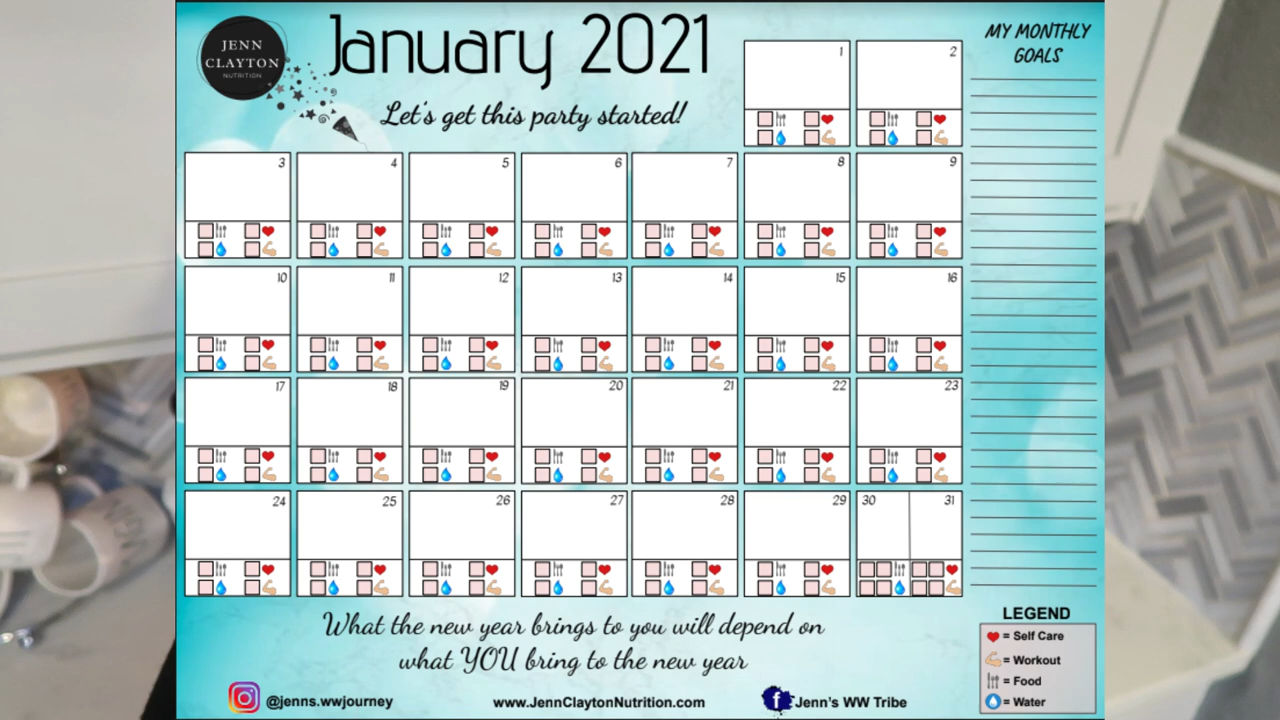 JENN
CLAYTON
NUTRITION
January 2021
Let's get this party started!
MY MONTHLY
GOALS
1 2
3 4 5 6 7 8 9
10 11 12 13 14 15 16
17 18 19 20 21 22 23
24 25 26 27 28 29 30 31
What the new year brings to you will depend on
what YOU bring to the new year
LEGEND
= Self Care
= Workout
= Food
= Water
@jenns.wwjourney
www.JennClaytonNutrition.com
Jenn's WW Tribe